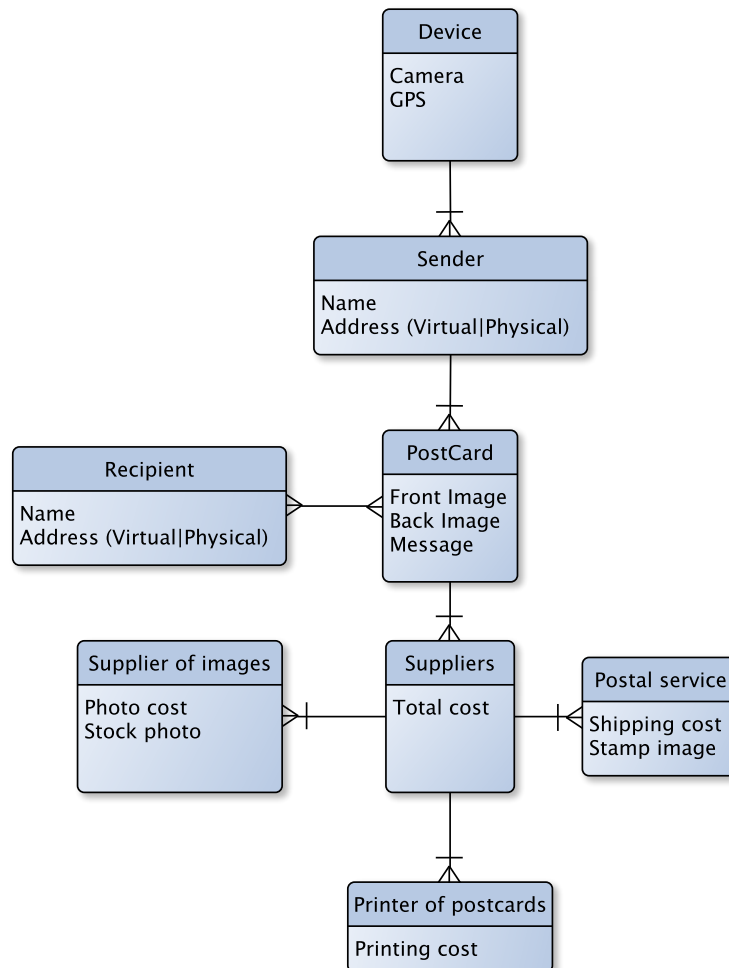 Device
Camera
GPS
Sender
Name
Address (Virtual|Physical)
Recipient
Name
Address (Virtual|Physical)
PostCard
Front Image
Back Image
Message
Supplier of images
Photo cost
Stock photo
Suppliers
Total cost
Postal service
Shipping cost
Stamp image
Printer of postcards
Printing cost